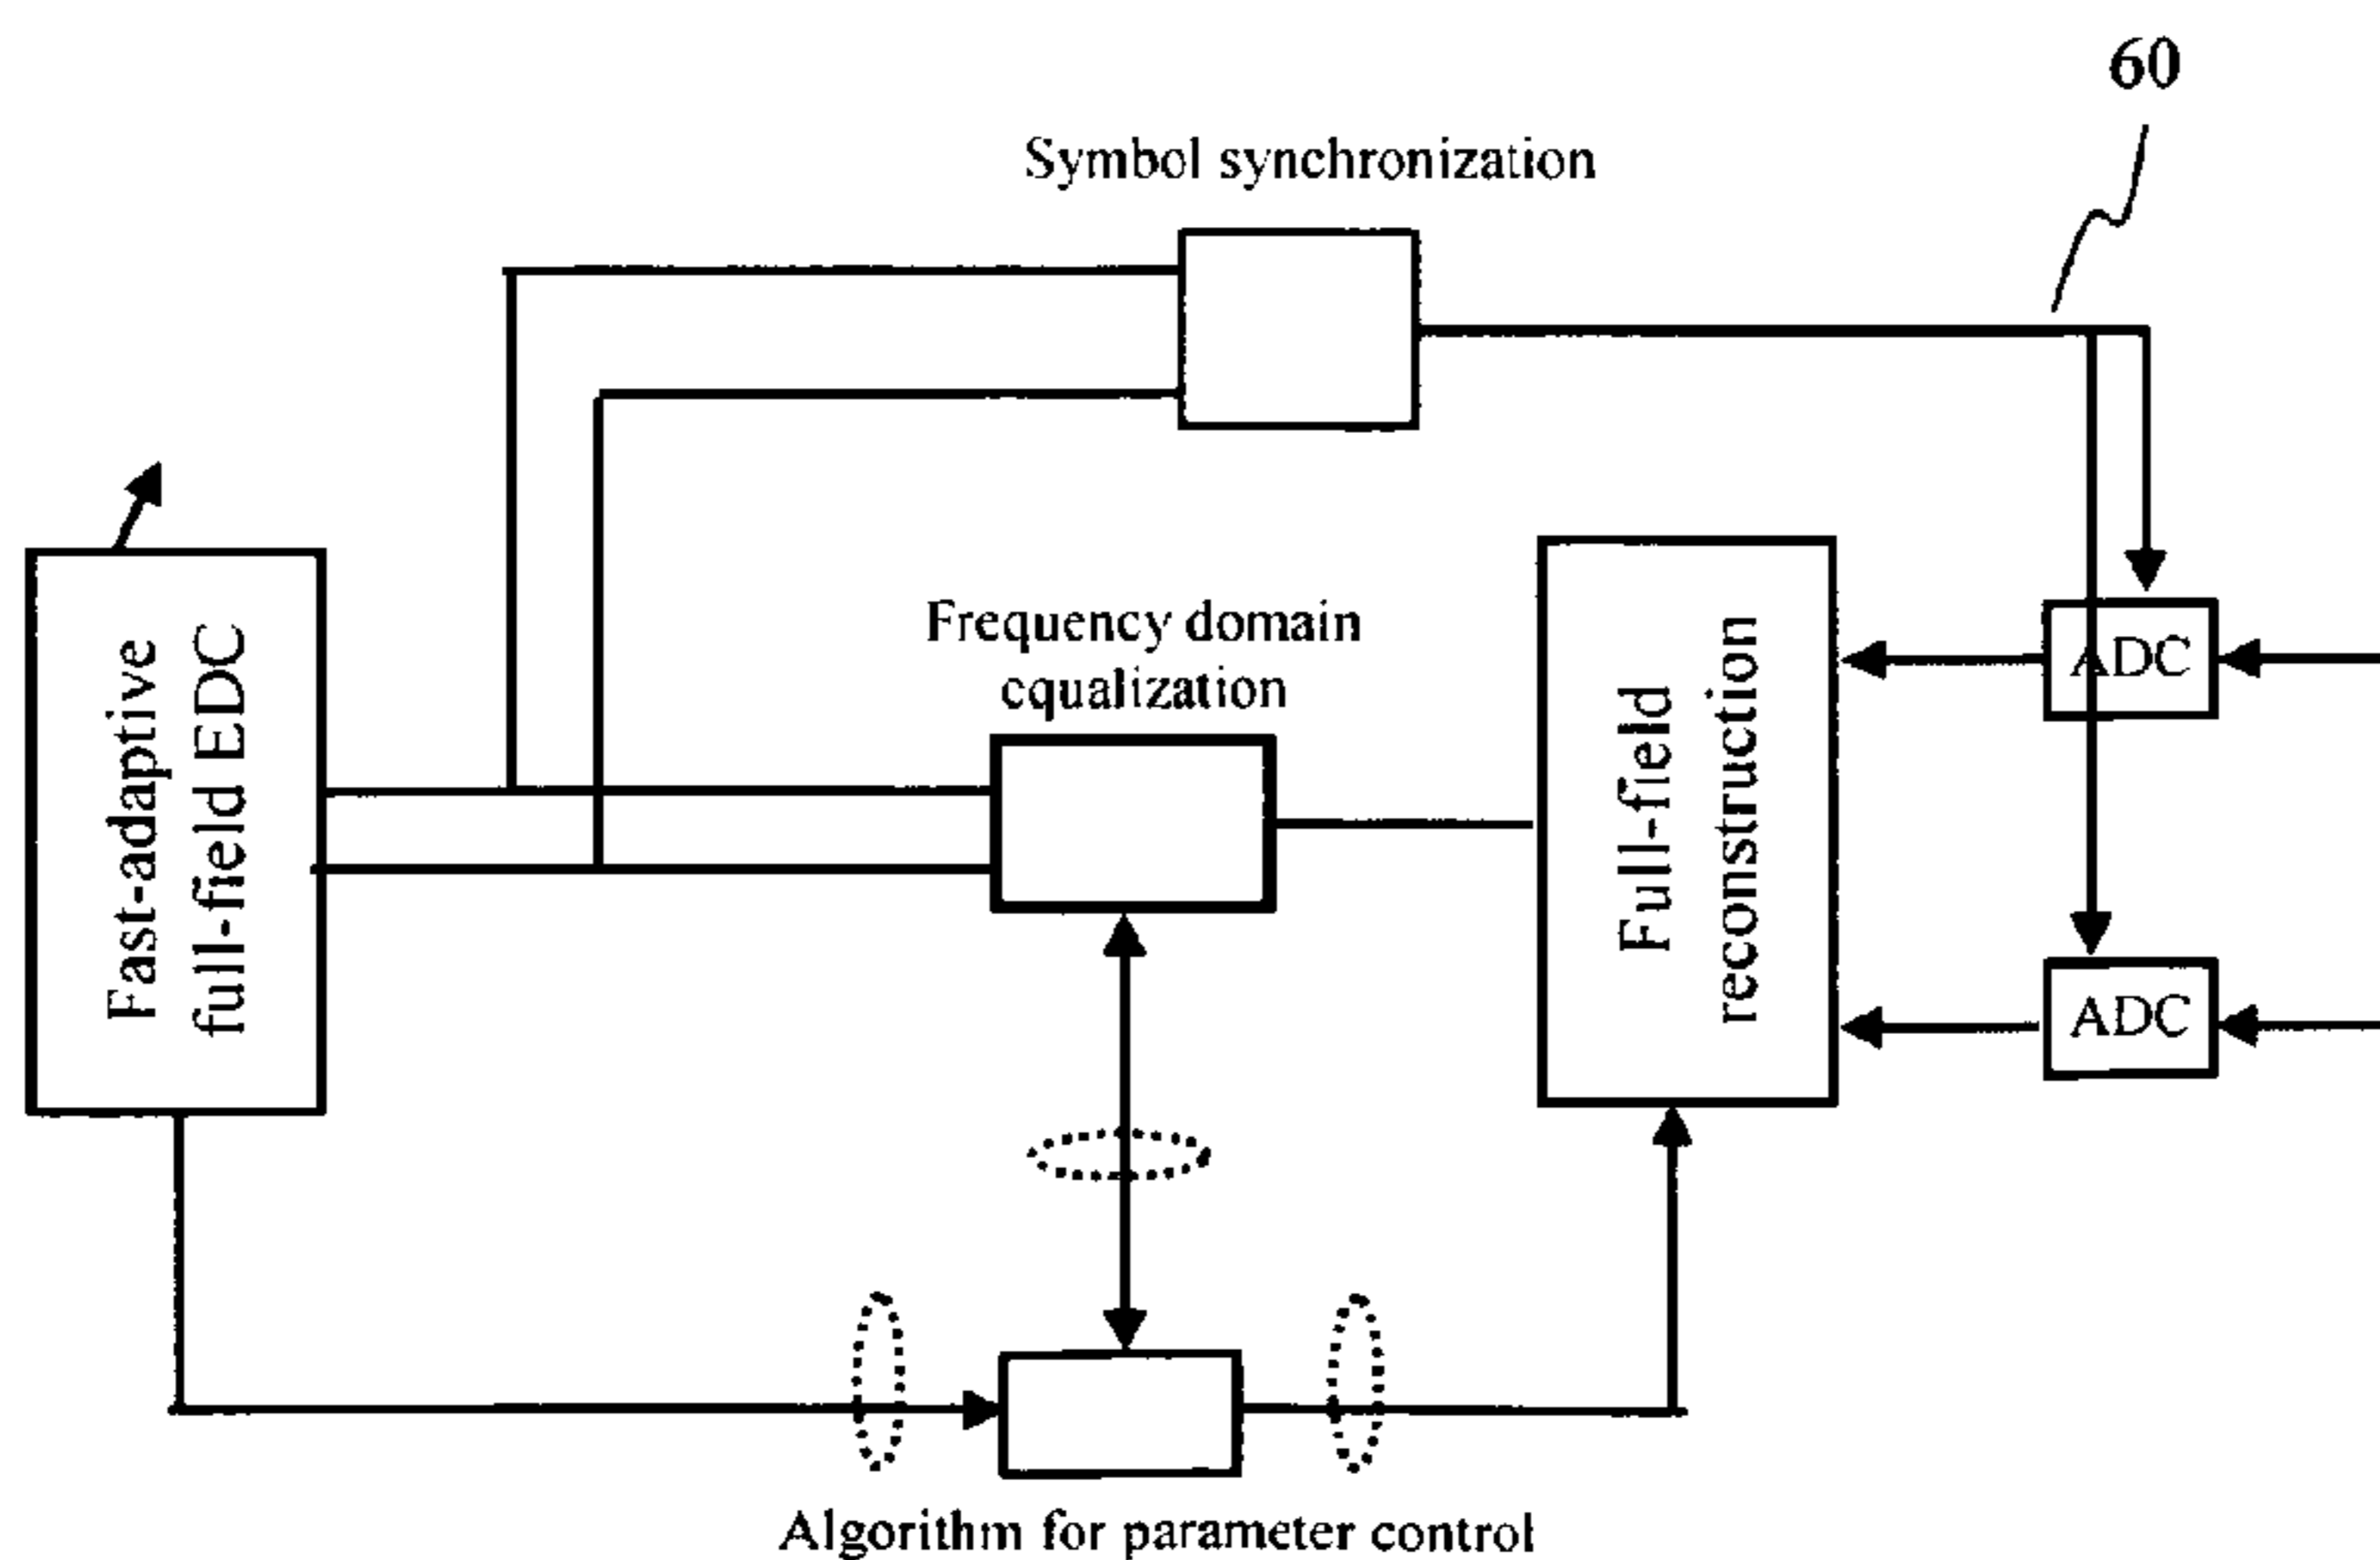 60
Symbol synchronization
Fast-adaptive
full-field EDC
Frequency domain
cqualization
Full-field
reconstruction
ADC
ADC
Algorithm for parameter control